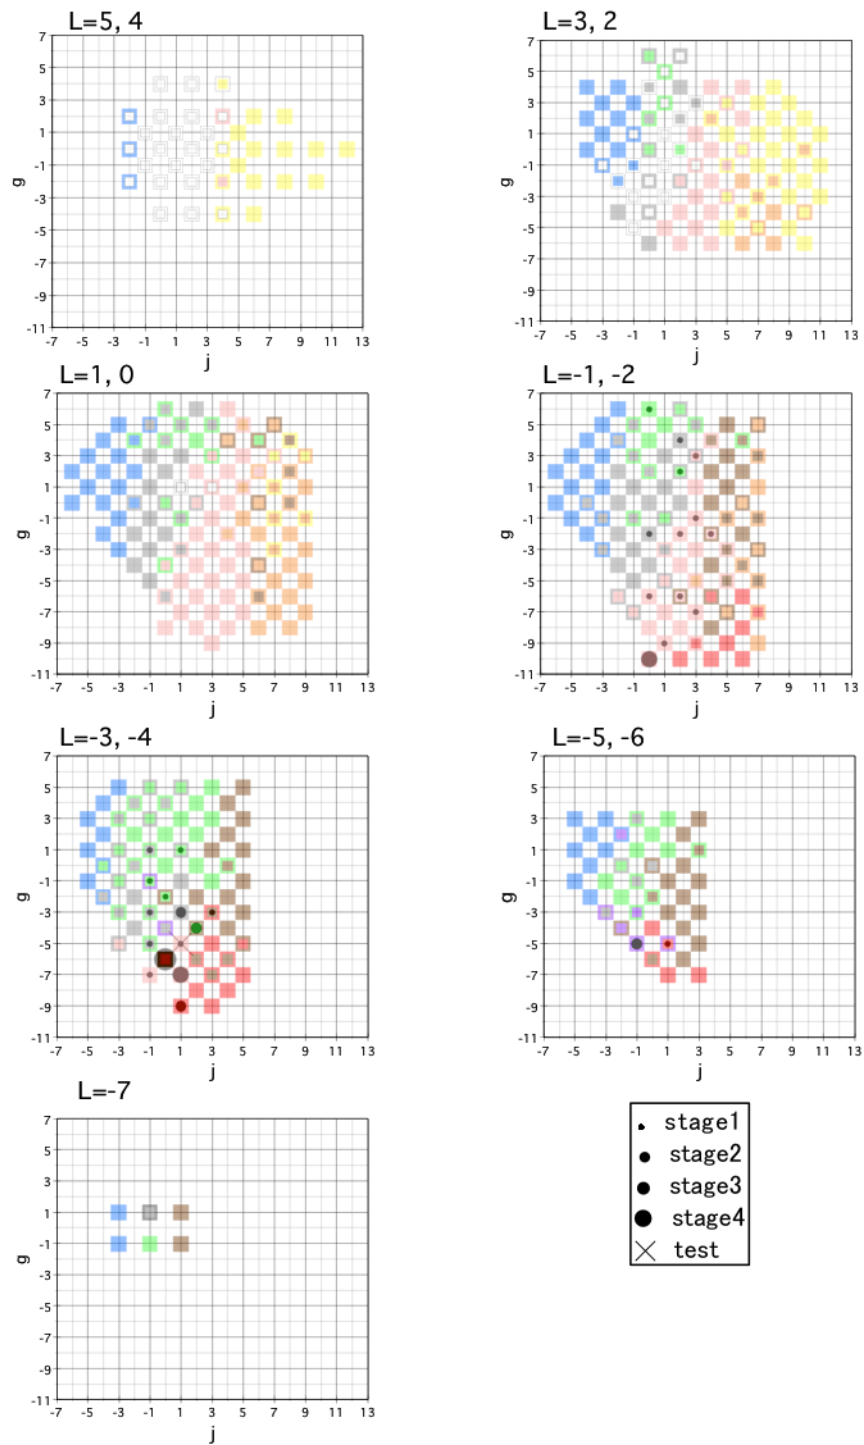 L=5, 4
7
5
3
1
-1
-3
-5
-7
-9
-11
g
-7 -5 -3 -1 1 3 5 7 9 11 13
j
L=3, 2
7
5
3
1
-1
-3
-5
-7
-9
-11
g
-7 -5 -3 -1 1 3 5 7 9 11 13
j
L=1, 0
7
5
3
1
-1
-3
-5
-7
-9
-11
g
-7 -5 -3 -1 1 3 5 7 9 11 13
j
L=-1, -2
7
5
3
1
-1
-3
-5
-7
-9
-11
g
-7 -5 -3 -1 1 3 5 7 9 11 13
j
L=-3, -4
7
5
3
1
-1
-3
-5
-7
-9
-11
g
-7 -5 -3 -1 1 3 5 7 9 11 13
j
L=-5, -6
7
5
3
1
-1
-3
-5
-7
-9
-11
g
-7 -5 -3 -1 1 3 5 7 9 11 13
j
L=-7
7
5
3
1
-1
-3
-5
-7
-9
-11
g
-7 -5 -3 -1 1 3 5 7 9 11 13
j
stage1
stage2
stage3
stage4
test